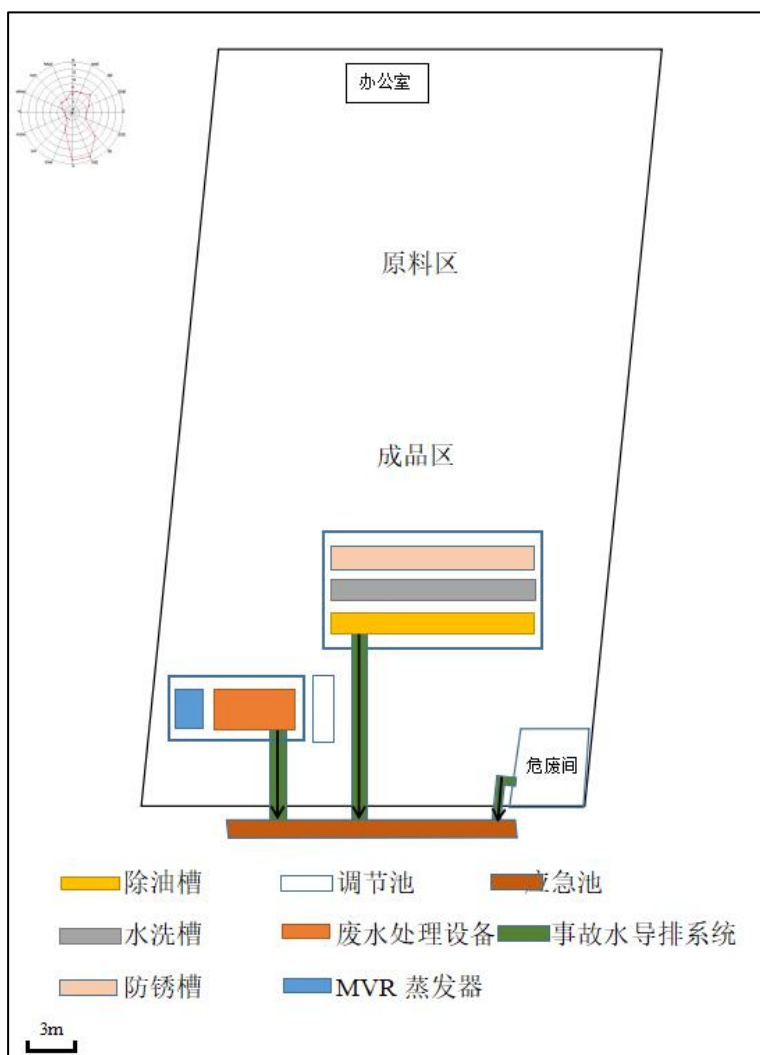 办公室
原料区
成品区
危废间
除油槽
调节池
应急池
水洗槽
废水处理设备
事故水导排系统
防锈槽
MVR 蒸发器
3m